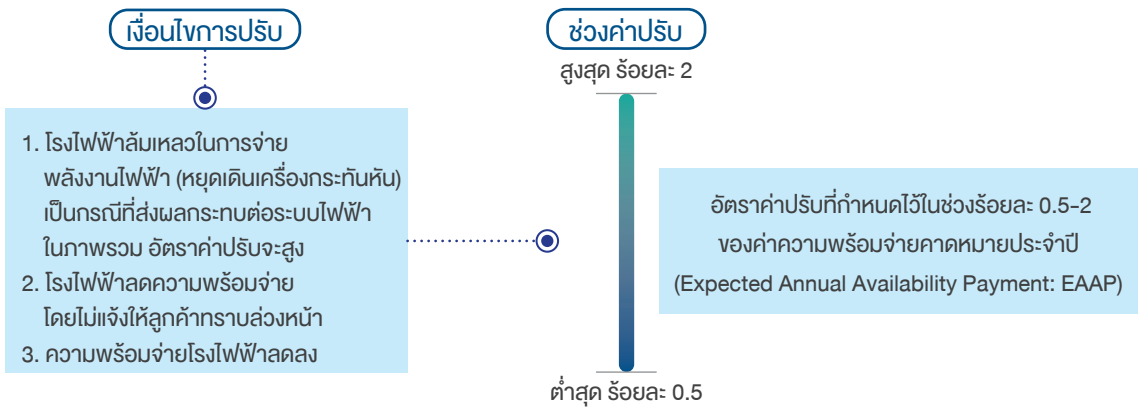 เงื่อนไขการปรับ
1. โรงไฟฟ้าล้มเหลวในการจ่าย
พลังงานไฟฟ้า (หยุดเดินเครื่องกระทันหัน)
เป็นกรณีที่ส่งผลกระทบต่อระบบไฟฟ้า
ในภาพรวม อัตราค่าปรับจะสูง
2. โรงไฟฟ้าลดความพร้อมจ่าย
โดยไม่แจ้งให้ลูกค้าทราบล่วงหน้า
3. ความพร้อมจ่ายโรงไฟฟ้าลดลง
ช่วงค่าปรับ
สูงสุด ร้อยละ 2
ต่ำสุด ร้อยละ 0.5
อัตราค่าปรับที่กำหนดไว้ในช่วงร้อยละ 0.5-2
ของค่าความพร้อมจ่ายคาดหมายประจำปี
(Expected Annual Availability Payment: EAAP)